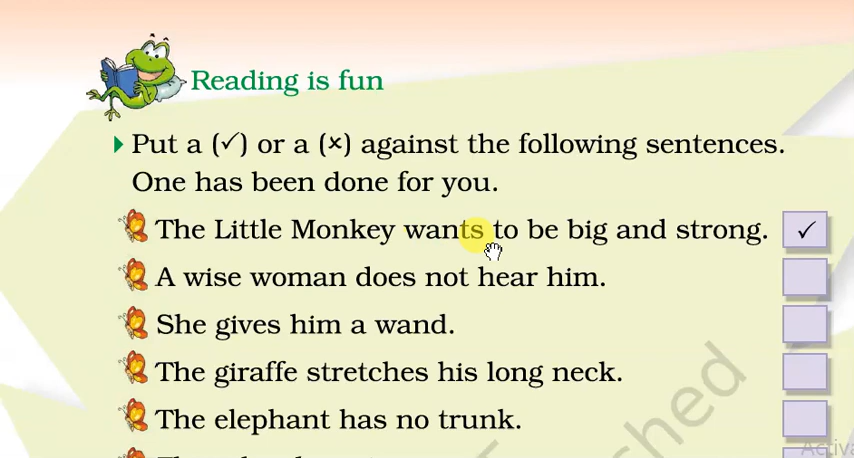 Reading is fun
Put a (✓) or a (×) against the following sentences.
One has been done for you.
The Little Monkey wants to be big and strong. ✓
A wise woman does not hear him.
She gives him a wand.
The giraffe stretches his long neck.
The elephant has no trunk.